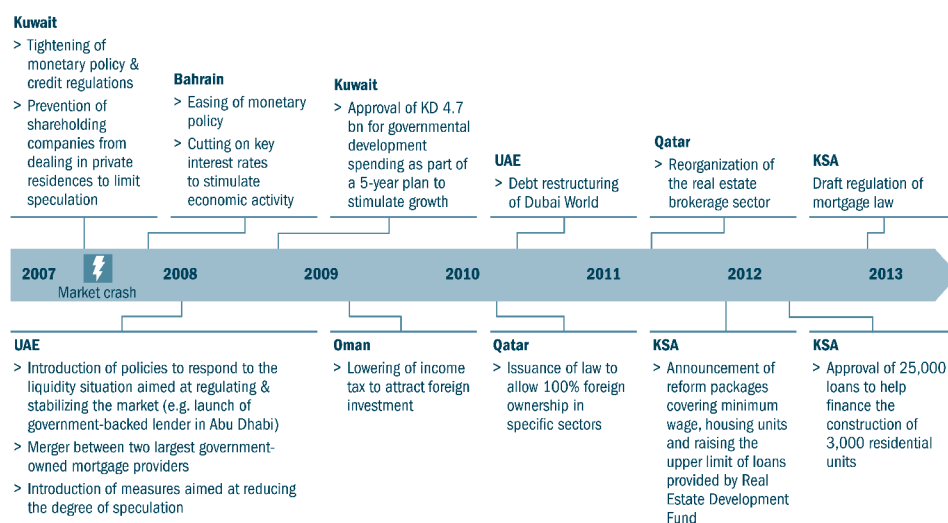 Kuwait
> Tightening of
monetary policy &
credit regulations
> Prevention of
shareholding
companies from
dealing in private
residences to limit
speculation
Bahrain
> Easing of monetary
policy
> Cutting on key
interest rates
to stimulate
economic activity
Kuwait
> Approval of KD 4.7
bn for governmental
development
spending as part of
a 5-year plan to
stimulate growth
UAE
> Debt restructuring
of Dubai World
Qatar
> Reorganization of
the real estate
brokerage sector
KSA
Draft regulation of
mortgage law
2007
2008
2009
2010
2011
2012
2013
Market crash
UAE
> Introduction of policies to respond to the
liquidity situation aimed at regulating &
stabilizing the market (e.g. launch of
government-backed lender in Abu Dhabi)
> Merger between two largest government-
owned mortgage providers
> Introduction of measures aimed at reducing
the degree of speculation
Oman
> Lowering of income
tax to attract foreign
investment
Qatar
> Issuance of law to
allow 100% foreign
ownership in
specific sectors
KSA
> Announcement of
reform packages
covering minimum
wage, housing units
and raising the
upper limit of loans
provided by Real
Estate Development
Fund
KSA
> Approval of 25,000
loans to help
finance the
construction of
3,000 residential
units